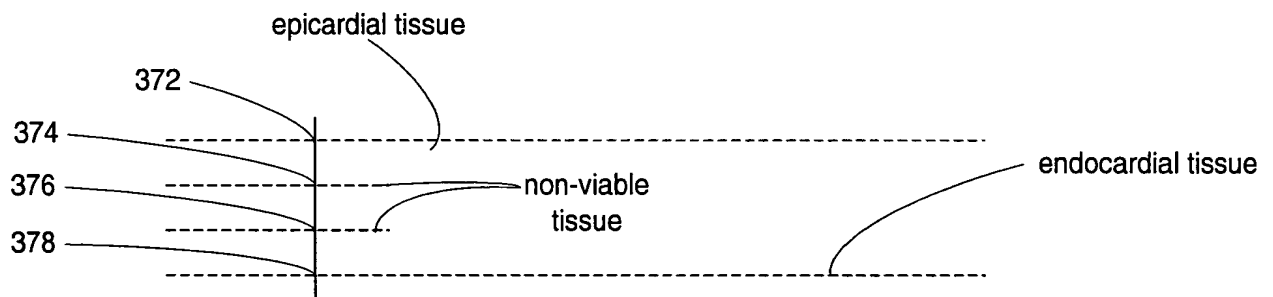 epicardial tissue
372
374
endocardial tissue
376
non-viable
tissue
378